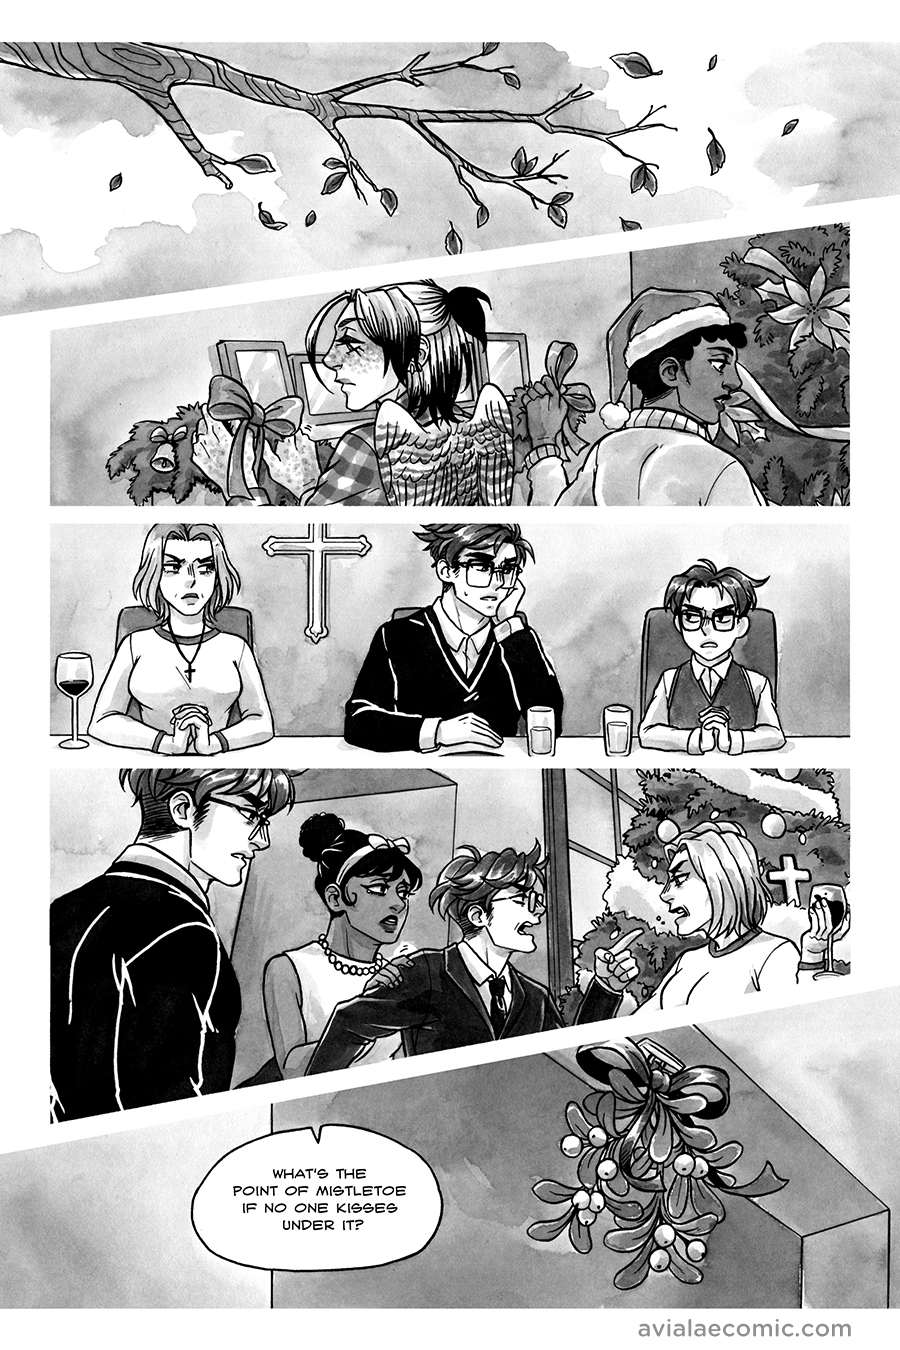 WHAT'S THE
POINT OF MISTLETOE
IF NO ONE KISSES
UNDER IT?
avialaecomic.com